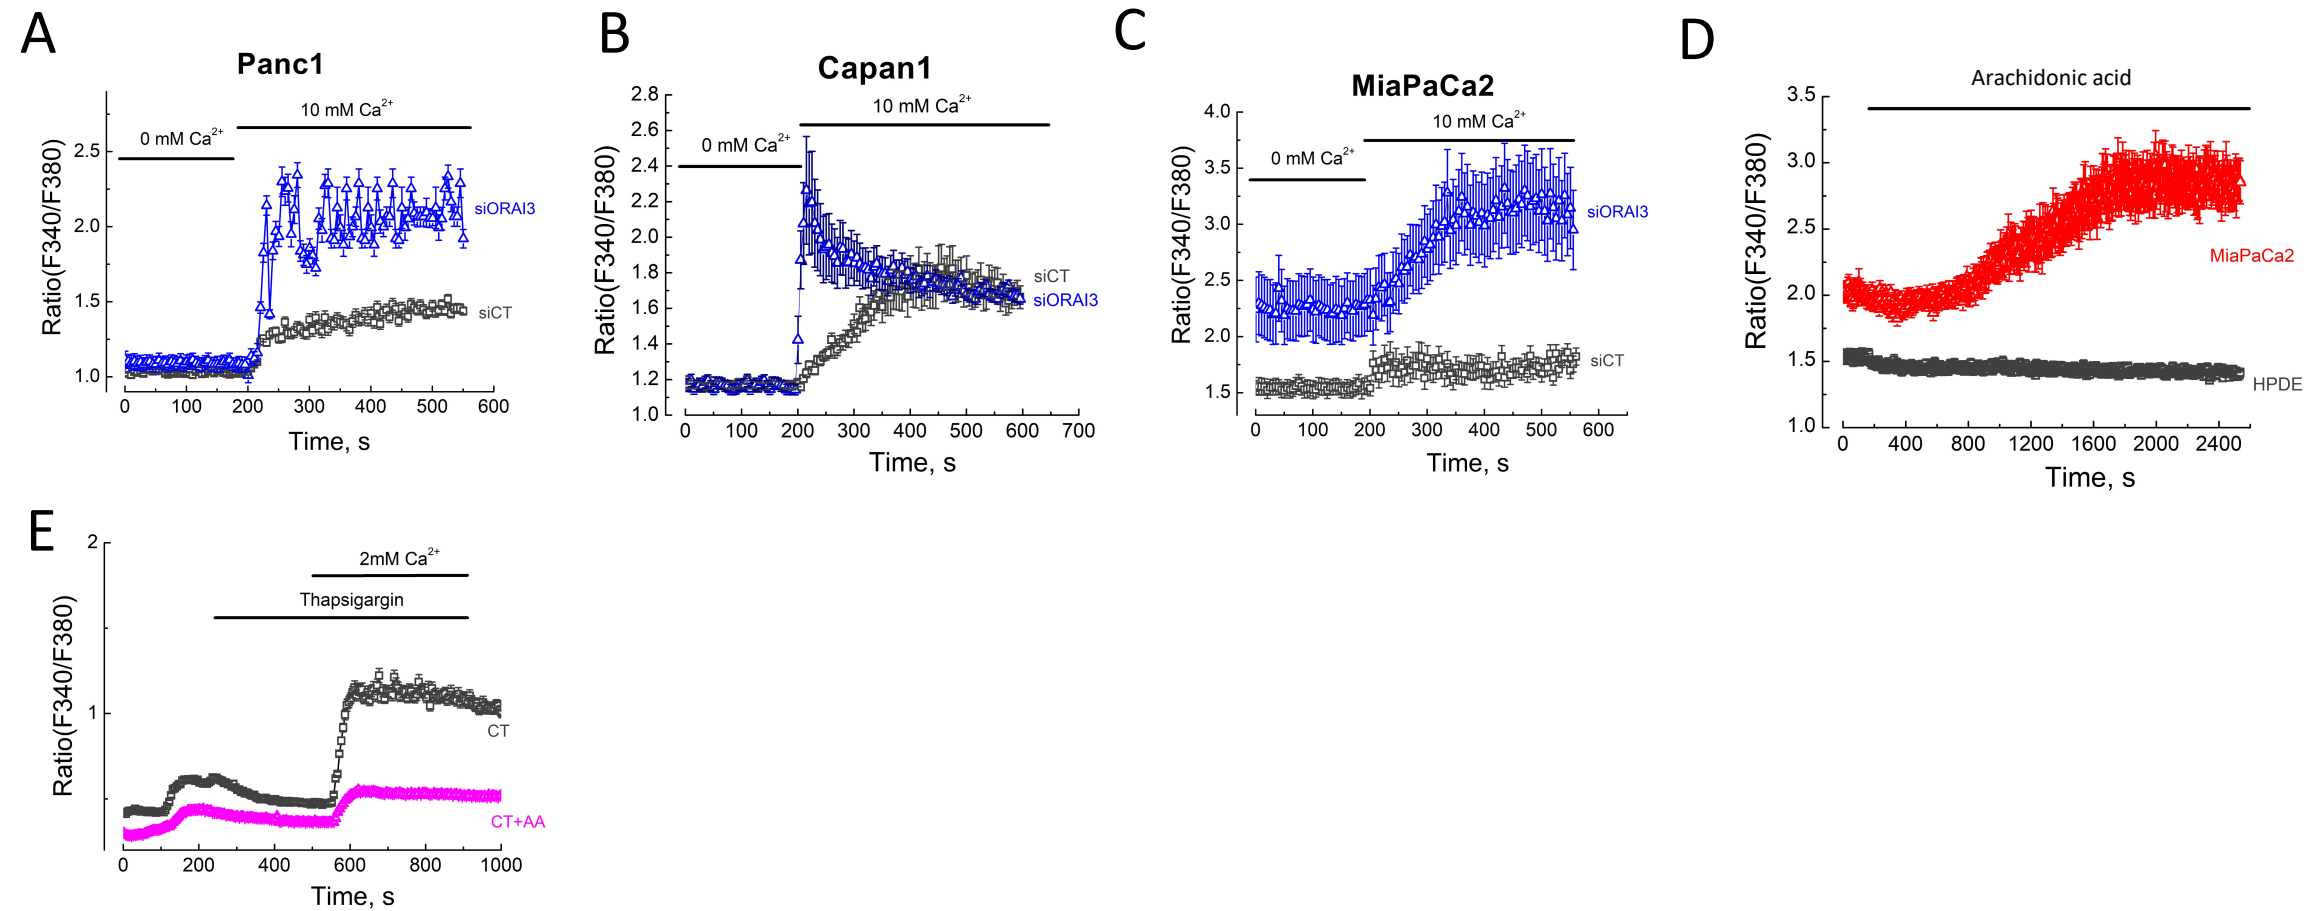 A
Panc1
10 mM Ca2+
0 mM Ca2+
2.5
2.0
1.5
1.0
Ratio(F340/F380)
siORAI3
siCT
0 100 200 300 400 500 600
Time, s
B
Capan1
10 mM Ca2+
0 mM Ca2+
2.8
2.6
2.4
2.2
2.0
1.8
1.6
1.4
1.2
1.0
Ratio(F340/F380)
siCT
siORAI3
0 100 200 300 400 500 600 700
Time, s
C
MiaPaCa2
10 mM Ca2+
0 mM Ca2+
4.0
3.5
3.0
2.5
2.0
1.5
Ratio(F340/F380)
siORAI3
siCT
0 100 200 300 400 500 600
Time, s
D
Arachidonic acid
3.5
3.0
2.5
2.0
1.5
1.0
Ratio(F340/F380)
MiaPaCa2
HPDE
0 400 800 1200 1600 2000 2400
Time, s
E
2mM Ca2+
Thapsigargin
2
1
Ratio(F340/F380)
CT
CT+AA
0 200 400 600 800 1000
Time, s